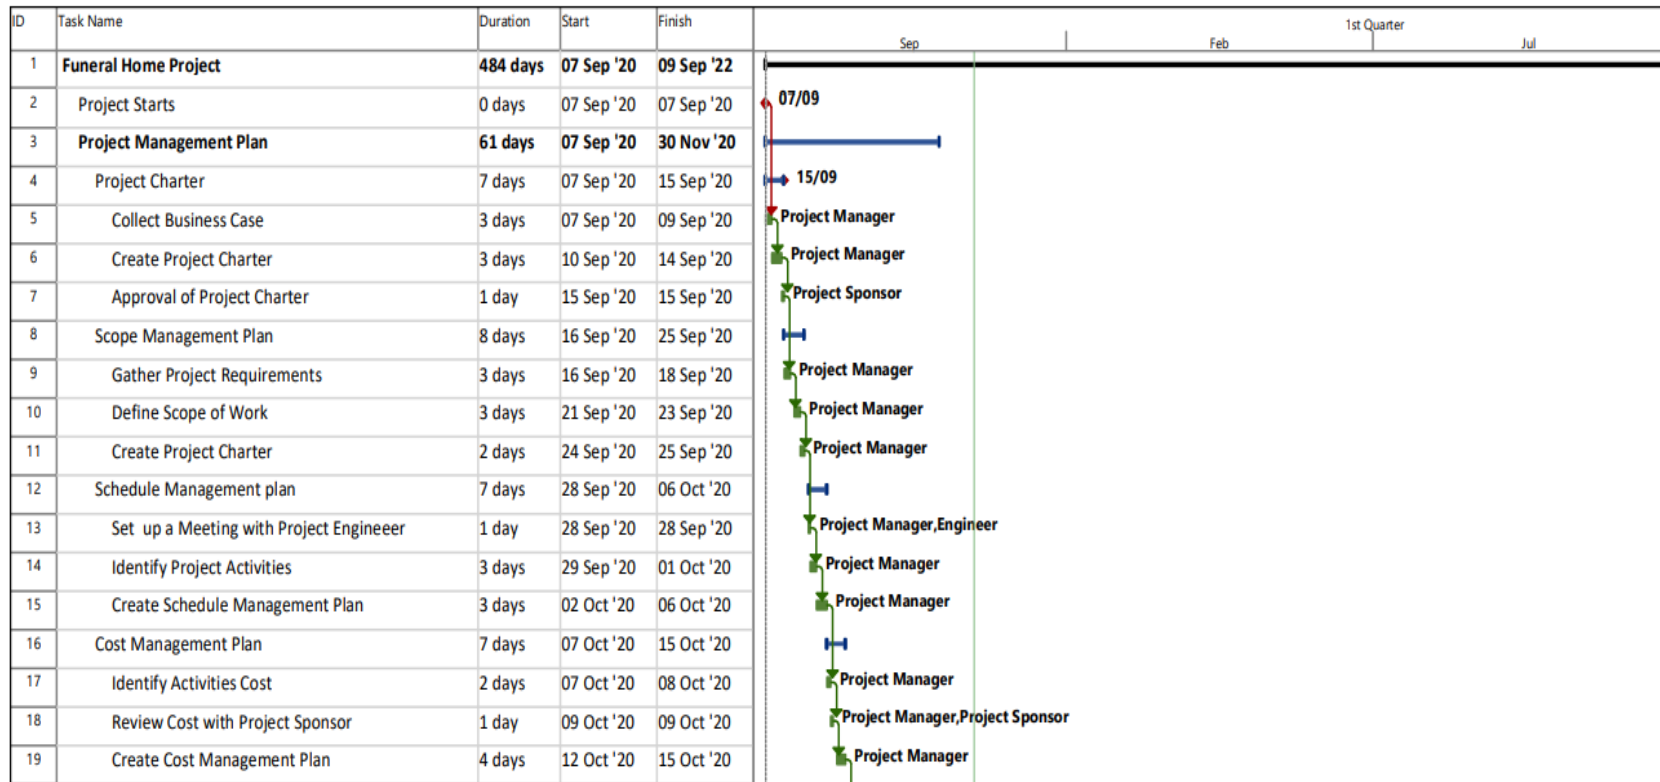 ID Task Name Duration Start Finish 1st Quarter
Sep Feb Jul
1 Funeral Home Project 484 days 07 Sep '20 09 Sep '22
2 Project Starts 0 days 07 Sep '20 07 Sep '20 07/09
3 Project Management Plan 61 days 07 Sep '20 30 Nov '20
4 Project Charter 7 days 07 Sep '20 15 Sep '20 15/09
5 Collect Business Case 3 days 07 Sep '20 09 Sep '20 Project Manager
6 Create Project Charter 3 days 10 Sep '20 14 Sep '20 Project Manager
7 Approval of Project Charter 1 day 15 Sep '20 15 Sep '20 Project Sponsor
8 Scope Management Plan 8 days 16 Sep '20 25 Sep '20
9 Gather Project Requirements 3 days 16 Sep '20 18 Sep '20 Project Manager
10 Define Scope of Work 3 days 21 Sep '20 23 Sep '20 Project Manager
11 Create Project Charter 2 days 24 Sep '20 25 Sep '20 Project Manager
12 Schedule Management plan 7 days 28 Sep '20 06 Oct '20
13 Set  up a Meeting with Project Engineeer 1 day 28 Sep '20 28 Sep '20 Project Manager,Engineer
14 Identify Project Activities 3 days 29 Sep '20 01 Oct '20 Project Manager
15 Create Schedule Management Plan 3 days 02 Oct '20 06 Oct '20 Project Manager
16 Cost Management Plan 7 days 07 Oct '20 15 Oct '20
17 Identify Activities Cost 2 days 07 Oct '20 08 Oct '20 Project Manager
18 Review Cost with Project Sponsor 1 day 09 Oct '20 09 Oct '20 Project Manager,Project Sponsor
19 Create Cost Management Plan 4 days 12 Oct '20 15 Oct '20 Project Manager